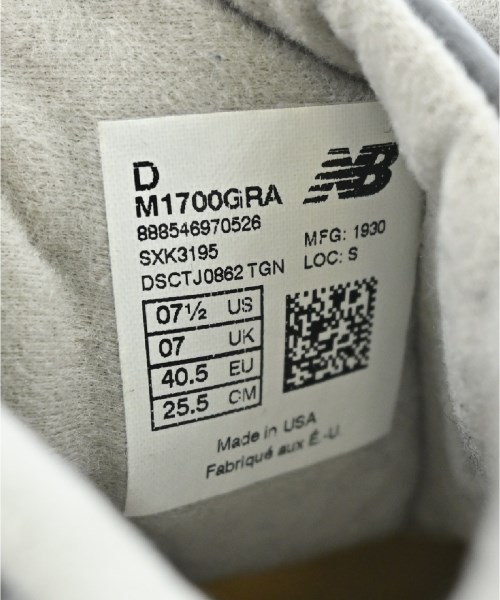 D
M1700GRA
888546970526
SXK3195
DSCTJ0862 TGN
NB
MFG: 1930
LOC: S
07½ US
07 UK
40.5 EU
25.5 CM
Made in USA
Fabriqué aux É.-U.